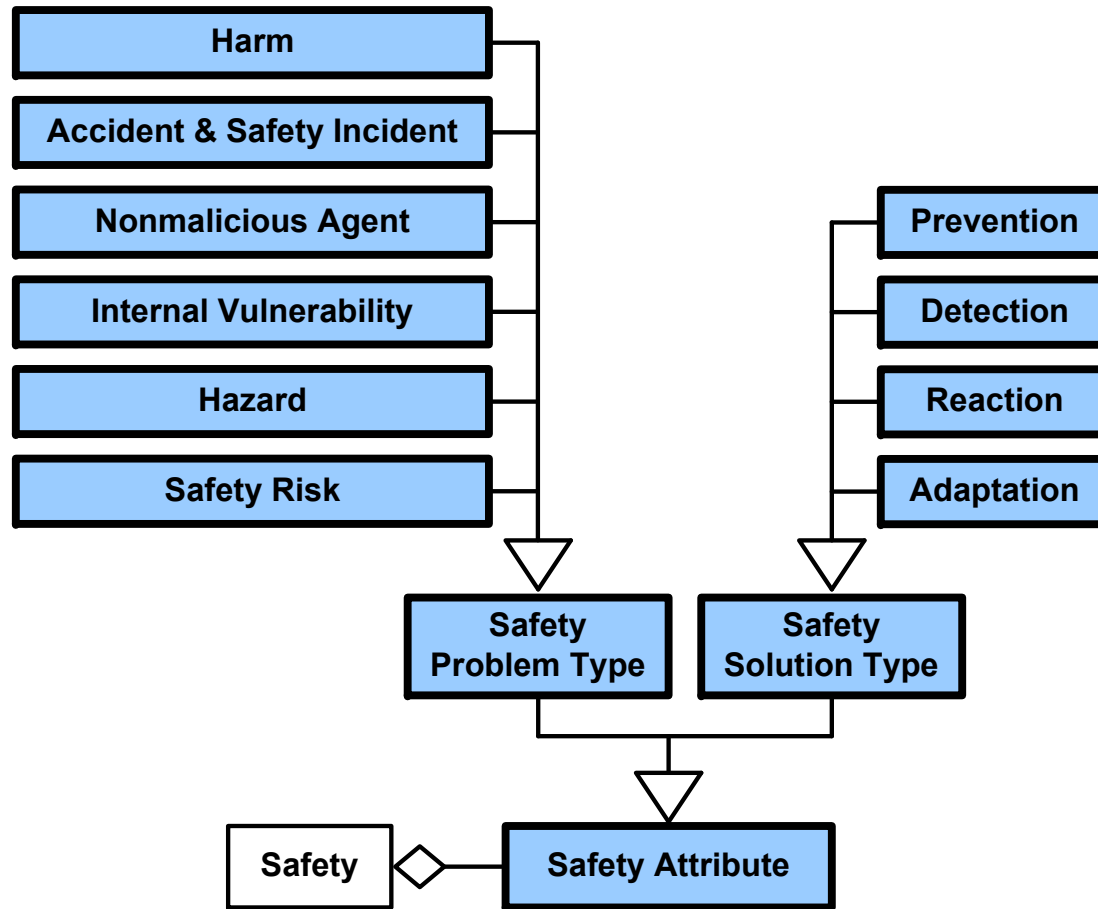 Harm
Accident & Safety Incident
Nonmalicious Agent
Internal Vulnerability
Hazard
Safety Risk
Prevention
Detection
Reaction
Adaptation
Safety
Problem Type
Safety
Solution Type
Safety
Safety Attribute